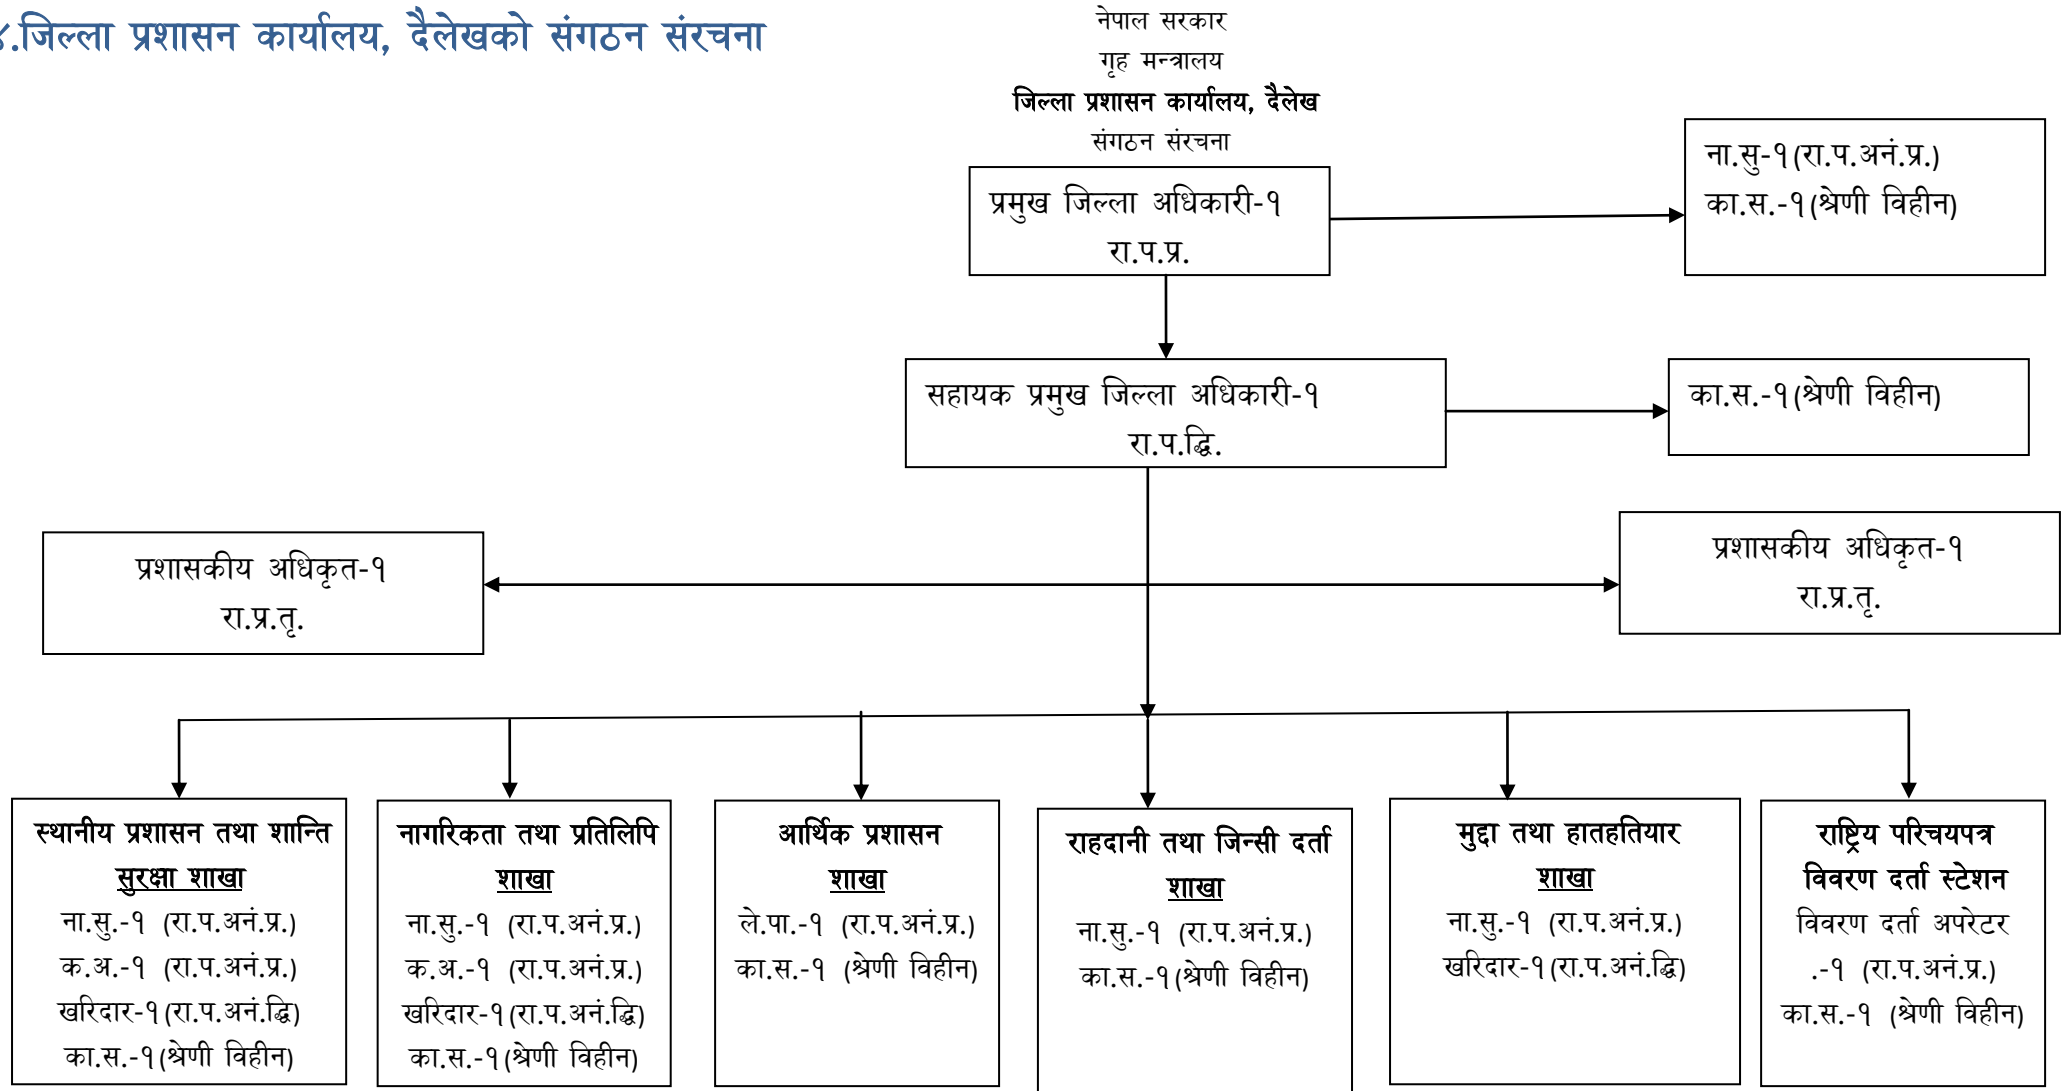 ४.जिल्ला प्रशासन कार्यालय, दैलेखको संगठन संरचना
नेपाल सरकार
गृह मन्त्रालय
जिल्ला प्रशासन कार्यालय, दैलेख
संगठन संरचना
प्रमुख जिल्ला अधिकारी-१
रा.प.प्र.
ना.सु-१(रा.प.अनं.प्र.)
का.स.-१(श्रेणी विहीन)
सहायक प्रमुख जिल्ला अधिकारी-१
रा.प.द्धि.
का.स.-१(श्रेणी विहीन)
प्रशासकीय अधिकृत-१
रा.प्र.तृ.
प्रशासकीय अधिकृत-१
रा.प्र.तृ.
स्थानीय प्रशासन तथा शान्ति
सुरक्षा शाखा
ना.सु.-१ (रा.प.अनं.प्र.)
क.अ.-१ (रा.प.अनं.प्र.)
खरिदार-१(रा.प.अनं.द्धि)
का.स.-१(श्रेणी विहीन)
नागरिकता तथा प्रतिलिपि
शाखा
ना.सु.-१ (रा.प.अनं.प्र.)
क.अ.-१ (रा.प.अनं.प्र.)
खरिदार-१(रा.प.अनं.द्धि)
का.स.-१(श्रेणी विहीन)
आर्थिक प्रशासन
शाखा
ले.पा.-१ (रा.प.अनं.प्र.)
का.स.-१ (श्रेणी विहीन)
राहदानी तथा जिन्सी दर्ता
शाखा
ना.सु.-१ (रा.प.अनं.प्र.)
का.स.-१(श्रेणी विहीन)
मुद्दा तथा हातहतियार
शाखा
ना.सु.-१ (रा.प.अनं.प्र.)
खरिदार-१(रा.प.अनं.द्धि)
राष्ट्रिय परिचयपत्र
विवरण दर्ता स्टेशन
विवरण दर्ता अपरेटर
.-१ (रा.प.अनं.प्र.)
का.स.-१ (श्रेणी विहीन)